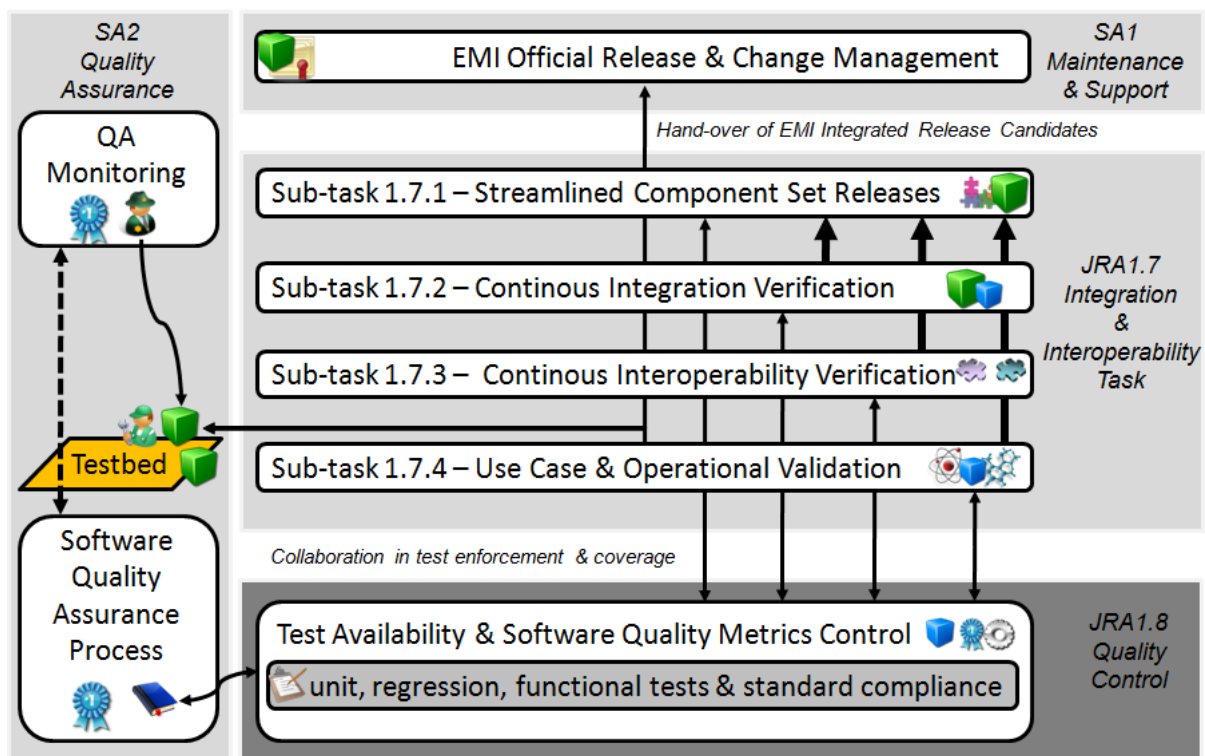 SA2
Quality
Assurance
QA
Monitoring
Testbed
Software
Quality
Assurance
Process
EMI Official Release & Change Management
SA1
Maintenance
& Support
Hand-over of EMI Integrated Release Candidates
Sub-task 1.7.1 – Streamlined Component Set Releases
Sub-task 1.7.2 – Continous Integration Verification
Sub-task 1.7.3 – Continous Interoperability Verification
Sub-task 1.7.4 – Use Case & Operational Validation
JRA1.7
Integration
&
Interoperability
Task
Collaboration in test enforcement & coverage
Test Availability & Software Quality Metrics Control
unit, regression, functional tests & standard compliance
JRA1.8
Quality
Control